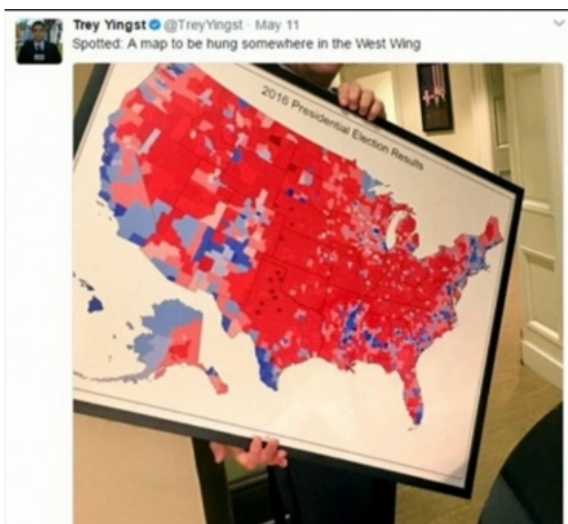 Trey Yingst @TreyYingst · May 11
Spotted: A map to be hung somewhere in the West Wing
2016 Presidential Election Results